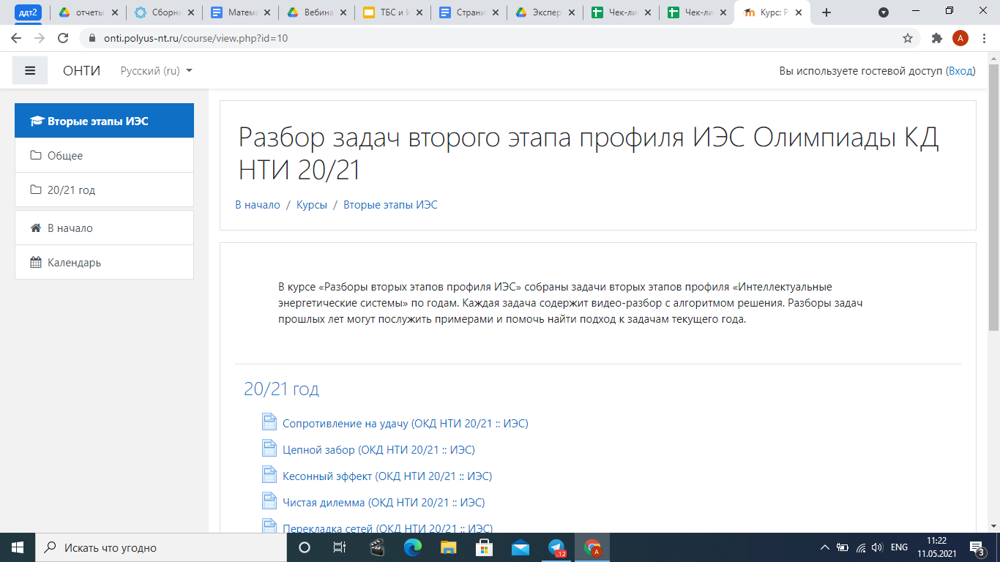 ддт2
отчеты
Сборни
Матема
Вебина
ТБС и И
Страни
Экспер
Чек-ли
Чек-ли
Курс: Р
onti.polyus-nt.ru/course/view.php?id=10
А
ОНТИ
Русский (ru)
Вы используете гостевой доступ (Вход)
Вторые этапы ИЭС
Общее
20/21 год
В начало
Календарь
Разбор задач второго этапа профиля ИЭС Олимпиады КД
НТИ 20/21
В начало / Курсы / Вторые этапы ИЭС
В курсе «Разборы вторых этапов профиля ИЭС» собраны задачи вторых этапов профиля «Интеллектуальные
энергетические системы» по годам. Каждая задача содержит видео-разбор с алгоритмом решения. Разборы задач
прошлых лет могут послужить примерами и помочь найти подход к задачам текущего года.
20/21 год
Сопротивление на удачу (ОКД НТИ 20/21 :: ИЭС)
Цепной забор (ОКД НТИ 20/21 :: ИЭС)
Кесонный эффект (ОКД НТИ 20/21 :: ИЭС)
Чистая дилемма (ОКД НТИ 20/21 :: ИЭС)
Перекладка сетей (ОКД НТИ 20/21 :: ИЭС)
Искать что угодно
..12
А
ENG
11:22
11.05.2021
3